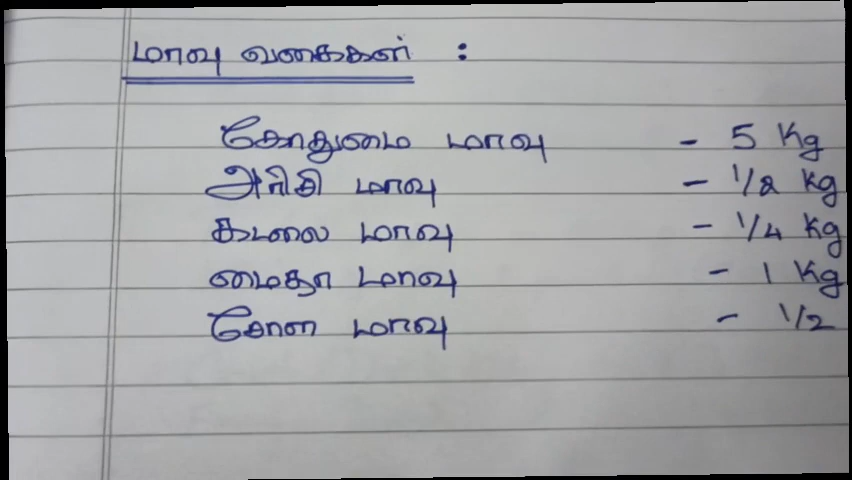 மாவு வகைகள் :
கோதுமை மாவு - 5 Kg
அரிசி மாவு - 1/2 Kg
கடலை மாவு - 1/4 Kg
மைதா மாவு - 1 Kg
சோள மாவு - 1/2